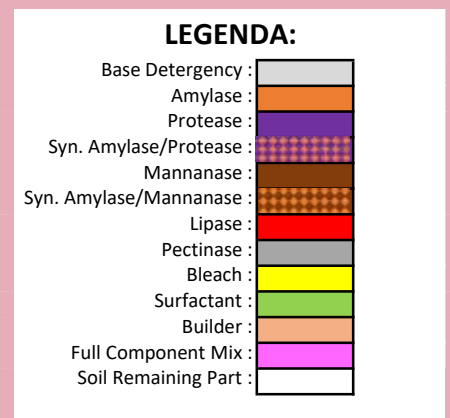 LEGENDA:
Base Detergency :
Amylase :
Protease :
Syn. Amylase/Protease :
Mannanase :
Syn. Amylase/Mannanase :
Lipase :
Pectinase :
Bleach :
Surfactant :
Builder :
Full Component Mix :
Soil Remaining Part :